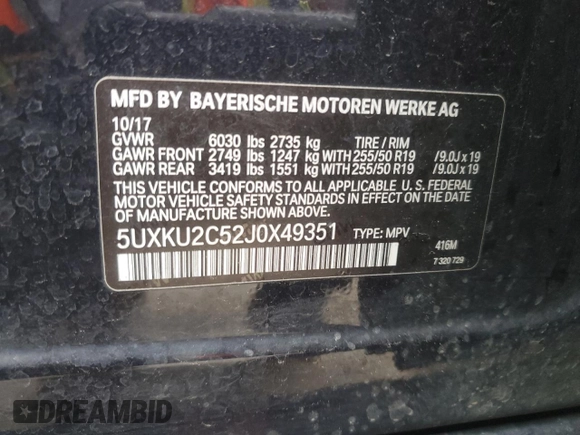 MFD BY BAYERISCHE MOTOREN WERKE AG
10/17
GVWR 6030 lbs 2735 kg TIRE / RIM
GAWR FRONT 2749 lbs 1247 kg WITH 255/50 R19 /9.0J x 19
GAWR REAR 3419 lbs 1551 kg WITH 255/50 R19 /9.0J x 19
THIS VEHICLE CONFORMS TO ALL APPLICABLE U. S. FEDERAL
MOTOR VEHICLE SAFETY STANDARDS IN EFFECT ON THE DATE
OF MANUFACTURE SHOWN ABOVE.
5UXKU2C52J0X49351 TYPE: MPV
416M
7 320 729
DREAMBID